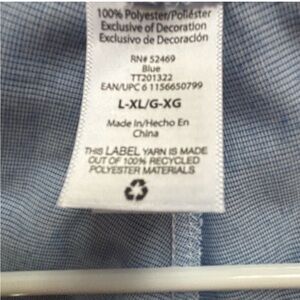 100% Polyester/Poliéster
Exclusive of Decoration
Exclusivo de Decoración
RN# 52469
Blue
TT201322
EAN/UPC 6 1156650799
L-XL/G-XG
Made In/Hecho En
China
THIS LABEL YARN IS MADE
OUT OF 100% RECYCLED
POLYESTER MATERIALS